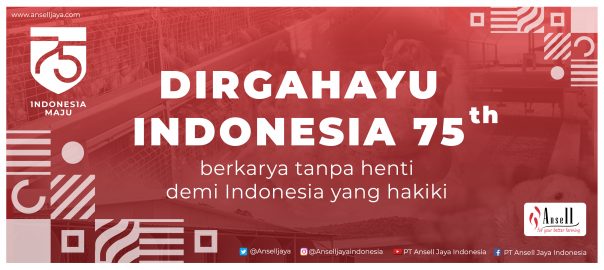 www.anselljaya.com
75
INDONESIA
MAJU
DIRGAHAYU
INDONESIA 75th
berkarya tanpa henti
demi Indonesia yang hakiki
Ansell
for your better farming
@Anselljaya
@Anselljayaindonesia
PT Ansell Jaya Indonesia
PT Ansell Jaya Indonesia